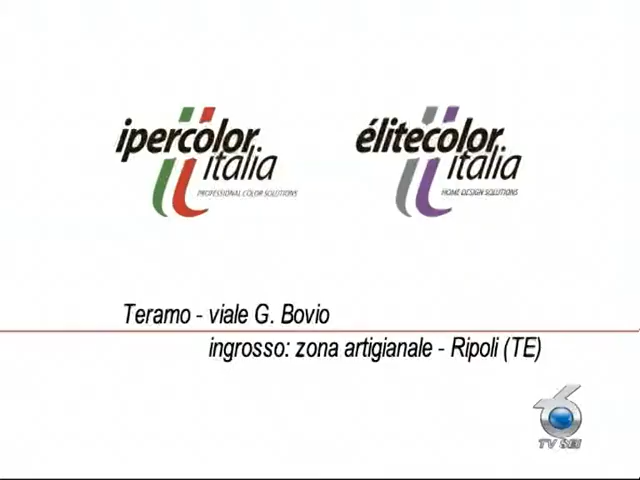 ipercolor
italia
PROFESSIONAL COLOR SOLUTIONS
élitecolor
italia
HOME DESIGN SOLUTIONS
Teramo - viale G. Bovio
ingrosso: zona artigianale - Ripoli (TE)
TV SEI